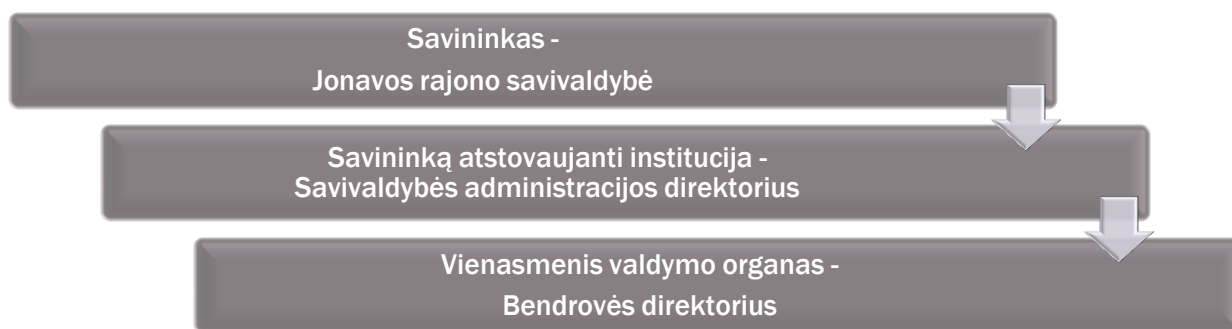 Savininkas -
Jonavos rajono savivaldybė
Savininką atstovaujanti institucija -
Savivaldybės administracijos direktorius
Vienasmenis valdymo organas -
Bendrovės direktorius